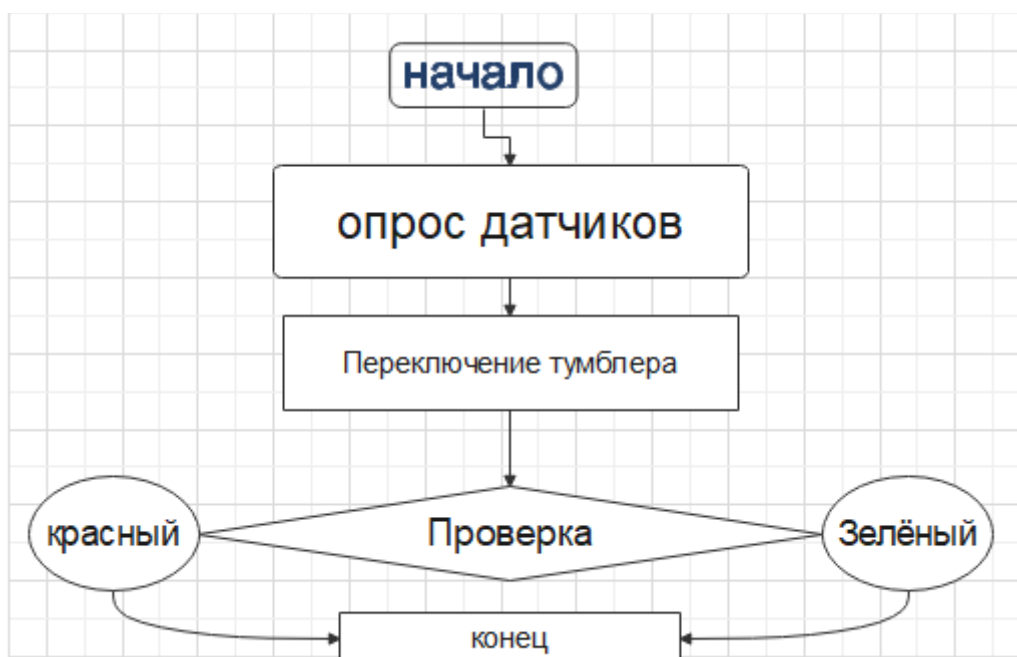 начало
опрос датчиков
Переключение тумблера
красный
Проверка
Зелёный
конец